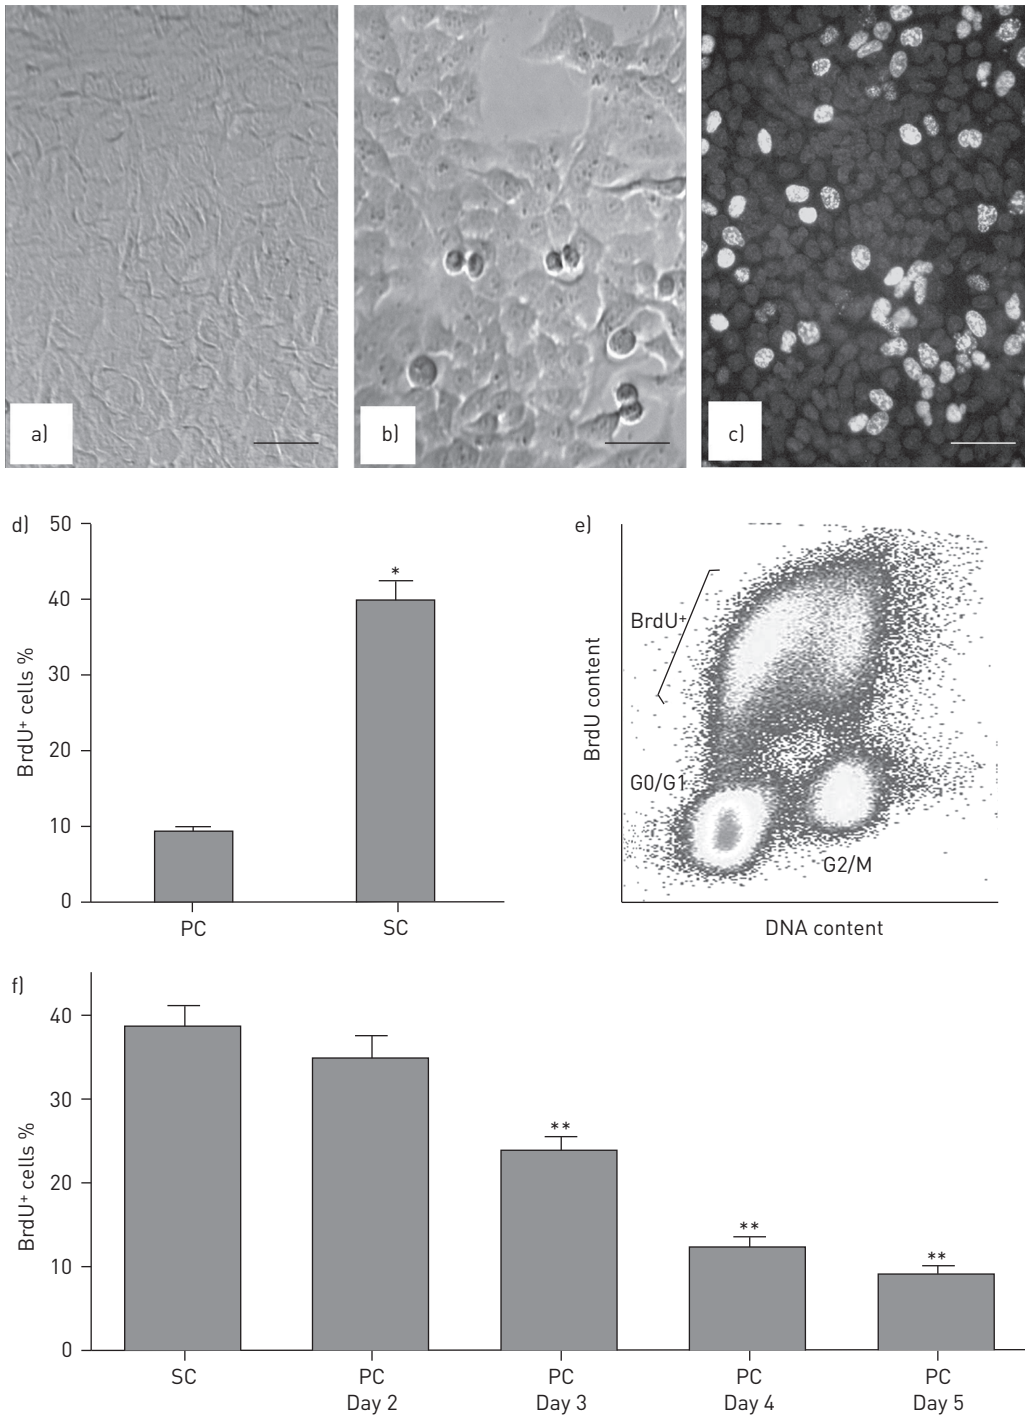 a)
b)
c)
d)
50
40
30
20
10
0
BrdU⁺ cells %
*
PC
SC
e)
BrdU content
BrdU⁺
G0/G1
G2/M
DNA content
f)
40
30
20
10
0
BrdU⁺ cells %
**
**
**
SC
PC
Day 2
PC
Day 3
PC
Day 4
PC
Day 5